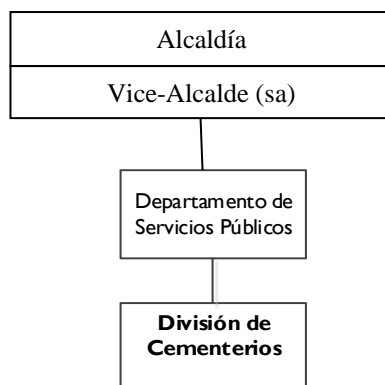 Alcaldía
Vice-Alcalde (sa)
Departamento de
Servicios Públicos
División de
Cementerios